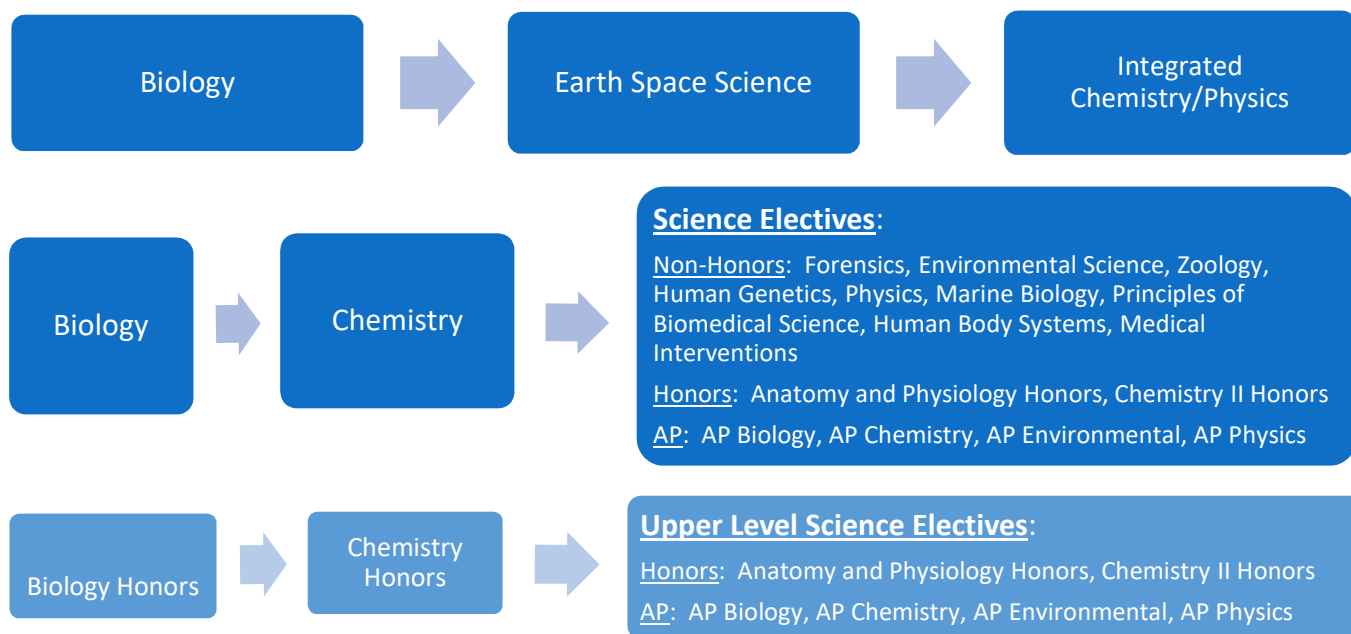 Biology
Earth Space Science
Integrated
Chemistry/Physics
Biology
Chemistry
Science Electives:
Non-Honors: Forensics, Environmental Science, Zoology,
Human Genetics, Physics, Marine Biology, Principles of
Biomedical Science, Human Body Systems, Medical
Interventions
Honors: Anatomy and Physiology Honors, Chemistry II Honors
AP: AP Biology, AP Chemistry, AP Environmental, AP Physics
Biology Honors
Chemistry
Honors
Upper Level Science Electives:
Honors: Anatomy and Physiology Honors, Chemistry II Honors
AP: AP Biology, AP Chemistry, AP Environmental, AP Physics